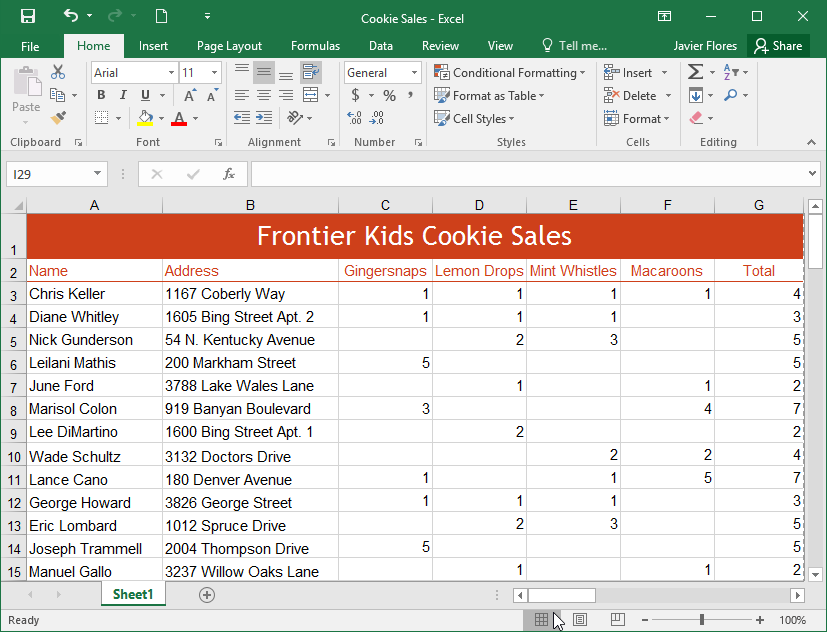 Cookie Sales - Excel
File Home Insert Page Layout Formulas Data Review View Tell me... Javier Flores Share
Arial 11 General Conditional Formatting Insert
Paste B I U A A $ % , Format as Table Delete
A Cell Styles Format
Clipboard Font Alignment Number Styles Cells Editing
I29 fx
A B C D E F G
1 Frontier Kids Cookie Sales
2 Name Address Gingersnaps Lemon Drops Mint Whistles Macaroons Total
3 Chris Keller 1167 Coberly Way 1 1 1 1 4
4 Diane Whitley 1605 Bing Street Apt. 2 1 1 1 3
5 Nick Gunderson 54 N. Kentucky Avenue 2 3 5
6 Leilani Mathis 200 Markham Street 5 5
7 June Ford 3788 Lake Wales Lane 1 1 2
8 Marisol Colon 919 Banyan Boulevard 3 4 7
9 Lee DiMartino 1600 Bing Street Apt. 1 2 2
10 Wade Schultz 3132 Doctors Drive 2 2 4
11 Lance Cano 180 Denver Avenue 1 1 5 7
12 George Howard 3826 George Street 1 1 1 3
13 Eric Lombard 1012 Spruce Drive 2 3 5
14 Joseph Trammell 2004 Thompson Drive 5 5
15 Manuel Gallo 3237 Willow Oaks Lane 1 1 2
Sheet1
Ready 100%